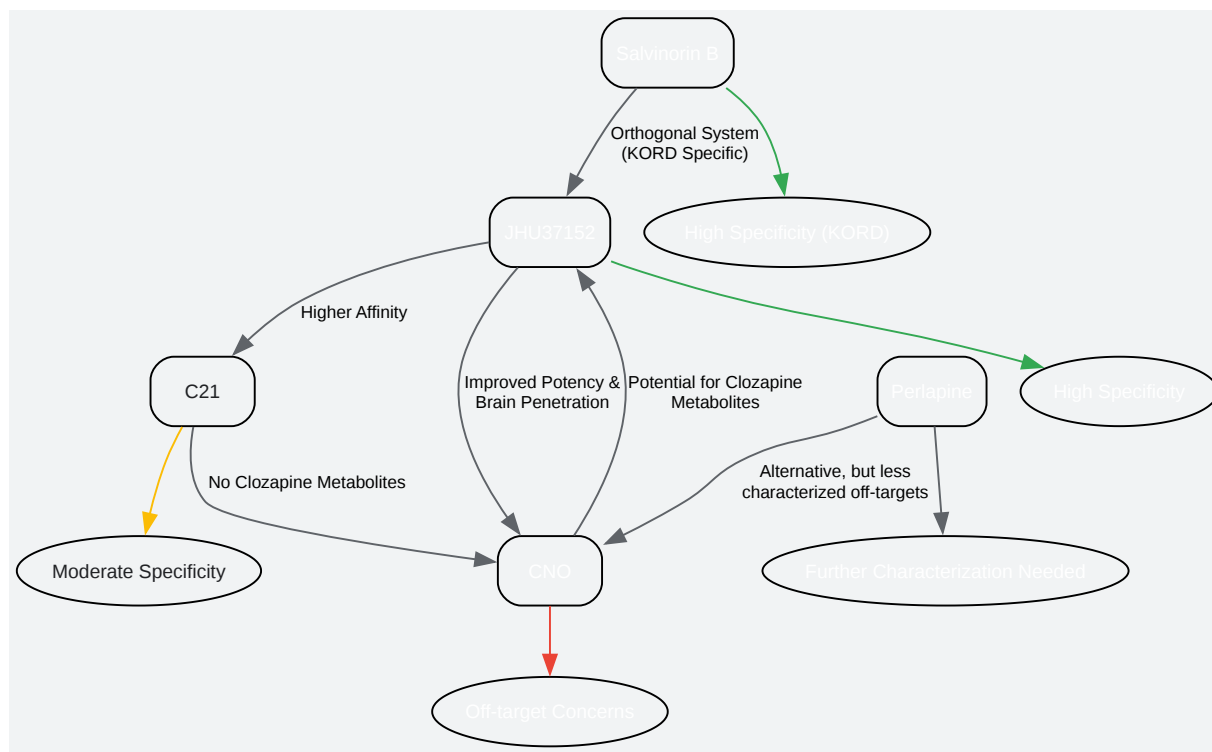 Salvinorin B
Orthogonal System
(KORD Specific)
JHU37152
High Specificity (KORD)
Higher Affinity
C21
Improved Potency &
Brain Penetration
Potential for Clozapine
Metabolites
Perlapine
High Specificity
No Clozapine Metabolites
Alternative, but less
characterized off-targets
Moderate Specificity
CNO
Further Characterization Needed
Off-target Concerns